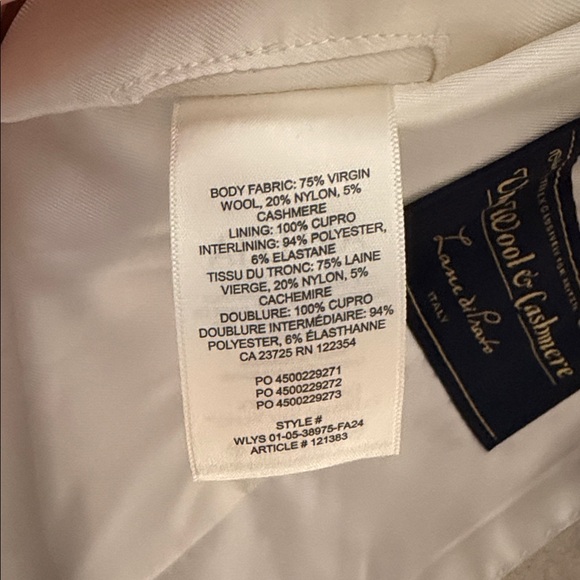 BODY FABRIC: 75% VIRGIN
WOOL, 20% NYLON, 5%
CASHMERE
LINING: 100% CUPRO
INTERLINING: 94% POLYESTER,
6% ELASTANE
TISSU DU TRONC: 75% LAINE
VIERGE, 20% NYLON, 5%
CACHEMIRE
DOUBLURE: 100% CUPRO
DOUBLURE INTERMÉDIAIRE: 94%
POLYESTER, 6% ÉLASTHANNE
CA 23725 RN 122354
PO 4500229271
PO 4500229272
PO 4500229273
STYLE #
WLYS 01-05-38975-FA24
ARTICLE # 121383
Wool & Cashmere
Lane di Prato
ITALY